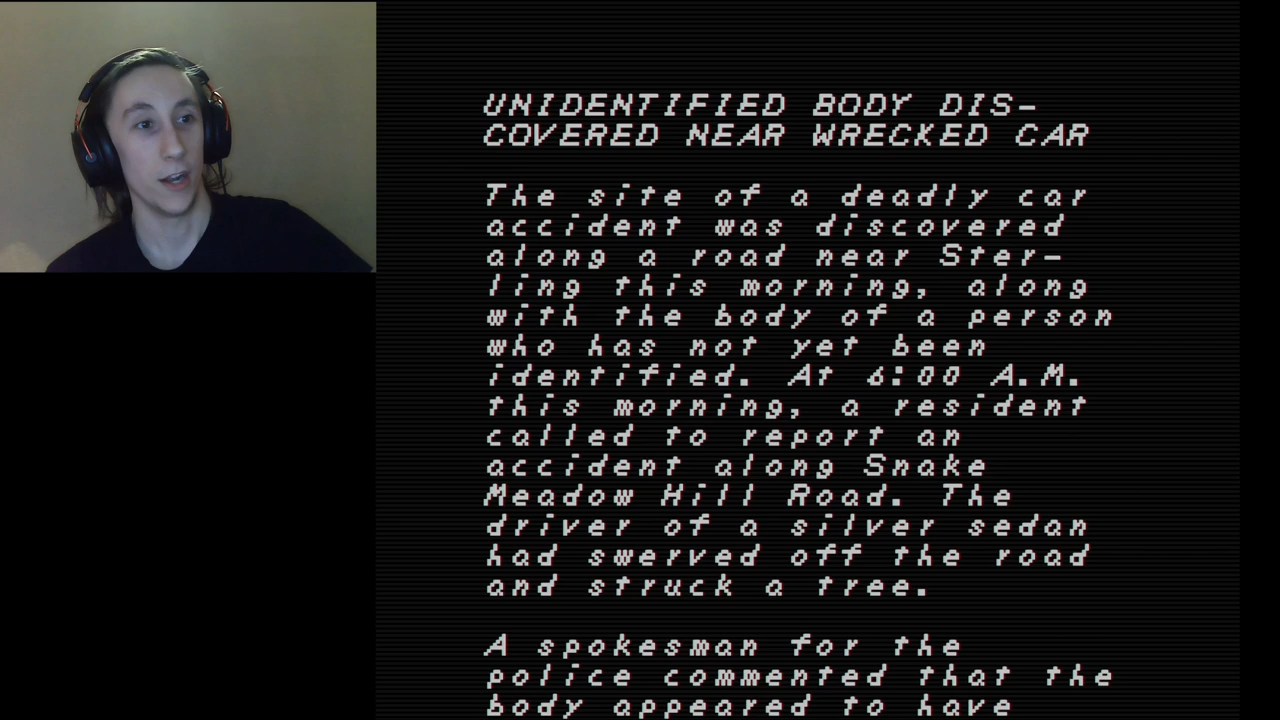 UNIDENTIFIED BODY DIS-
COVERED NEAR WRECKED CAR
The site of a deadly car
accident was discovered
along a road near Ster-
ling this morning, along
with the body of a person
who has not yet been
identified. At 6:00 A.M.
this morning, a resident
called to report an
accident along Snake
Meadow Hill Road. The
driver of a silver sedan
had swerved off the road
and struck a tree.
A spokesman for the
police commented that the
body appeared to have